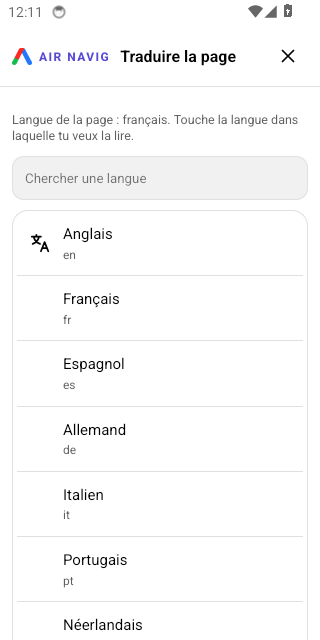 12:11
AIR NAVIG
Traduire la page
Langue de la page : français. Touche la langue dans
laquelle tu veux la lire.
Chercher une langue
Anglais
en
Français
fr
Espagnol
es
Allemand
de
Italien
it
Portugais
pt
Néerlandais